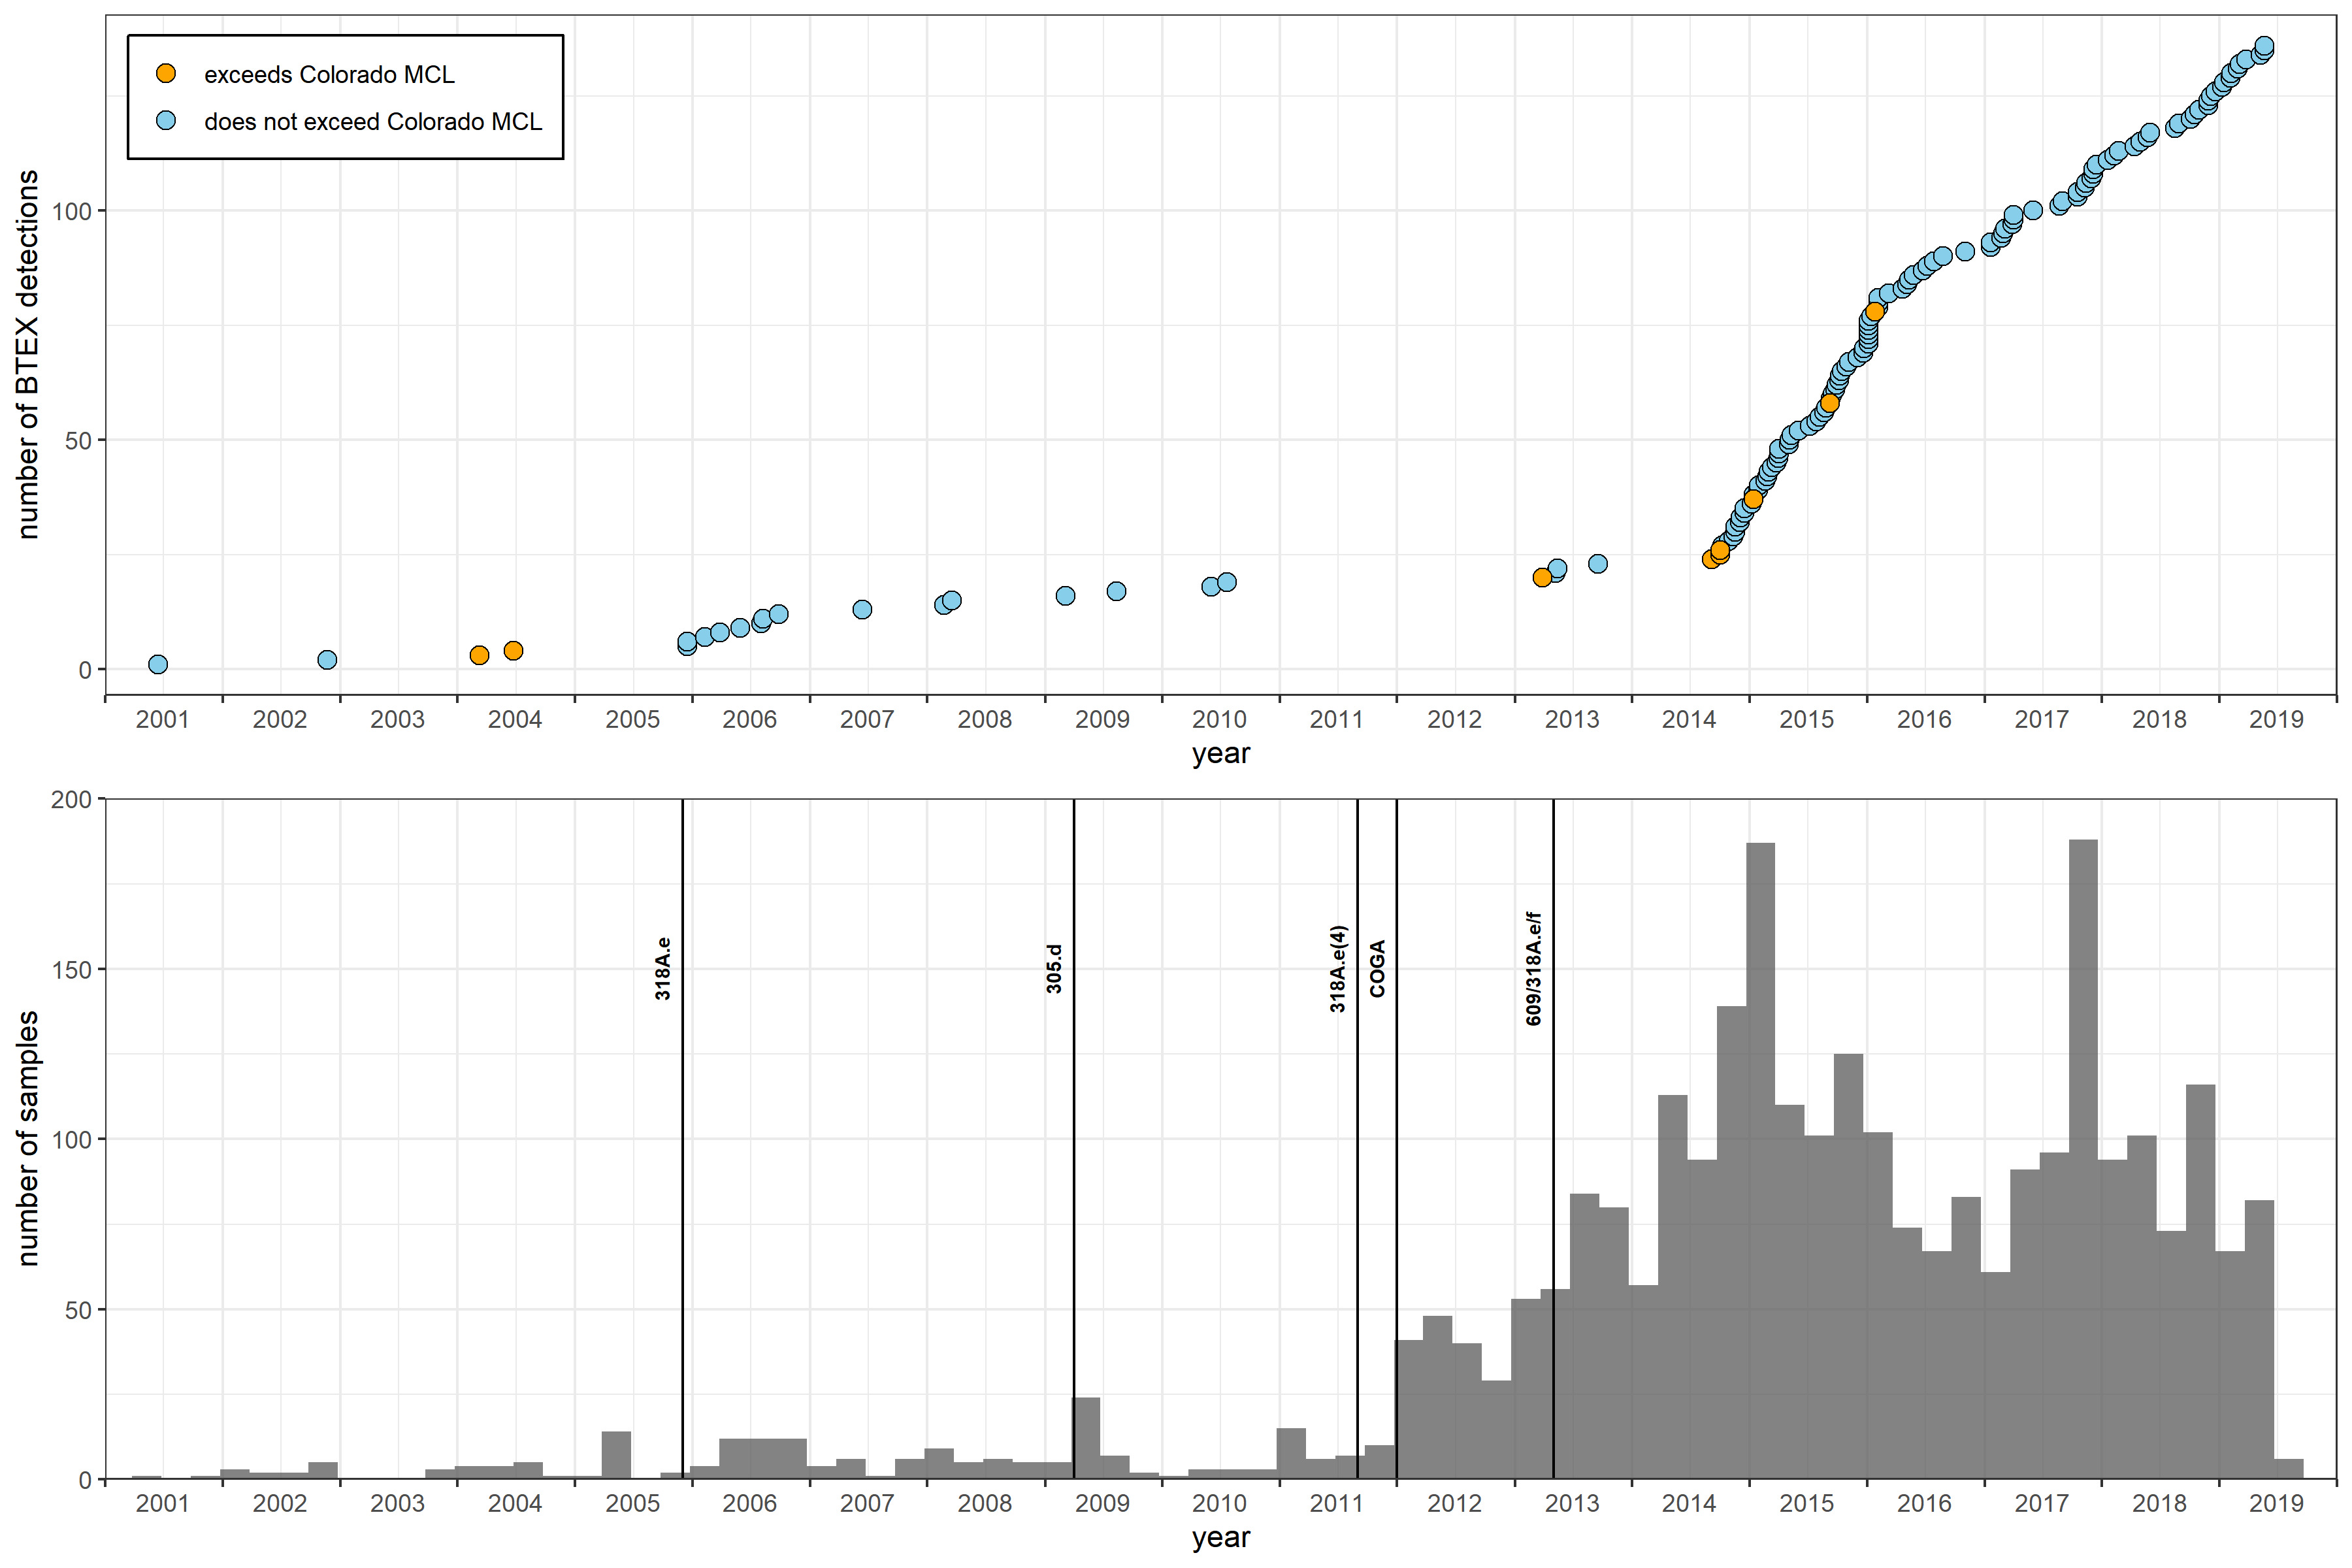 exceeds Colorado MCL
does not exceed Colorado MCL
number of BTEX detections
100
50
0
2001 2002 2003 2004 2005 2006 2007 2008 2009 2010 2011 2012 2013 2014 2015 2016 2017 2018 2019
year
number of samples
200
150
100
50
0
318A.e
305.d
318A.e(4)
COGA
609/318A.e/f
2001 2002 2003 2004 2005 2006 2007 2008 2009 2010 2011 2012 2013 2014 2015 2016 2017 2018 2019
year